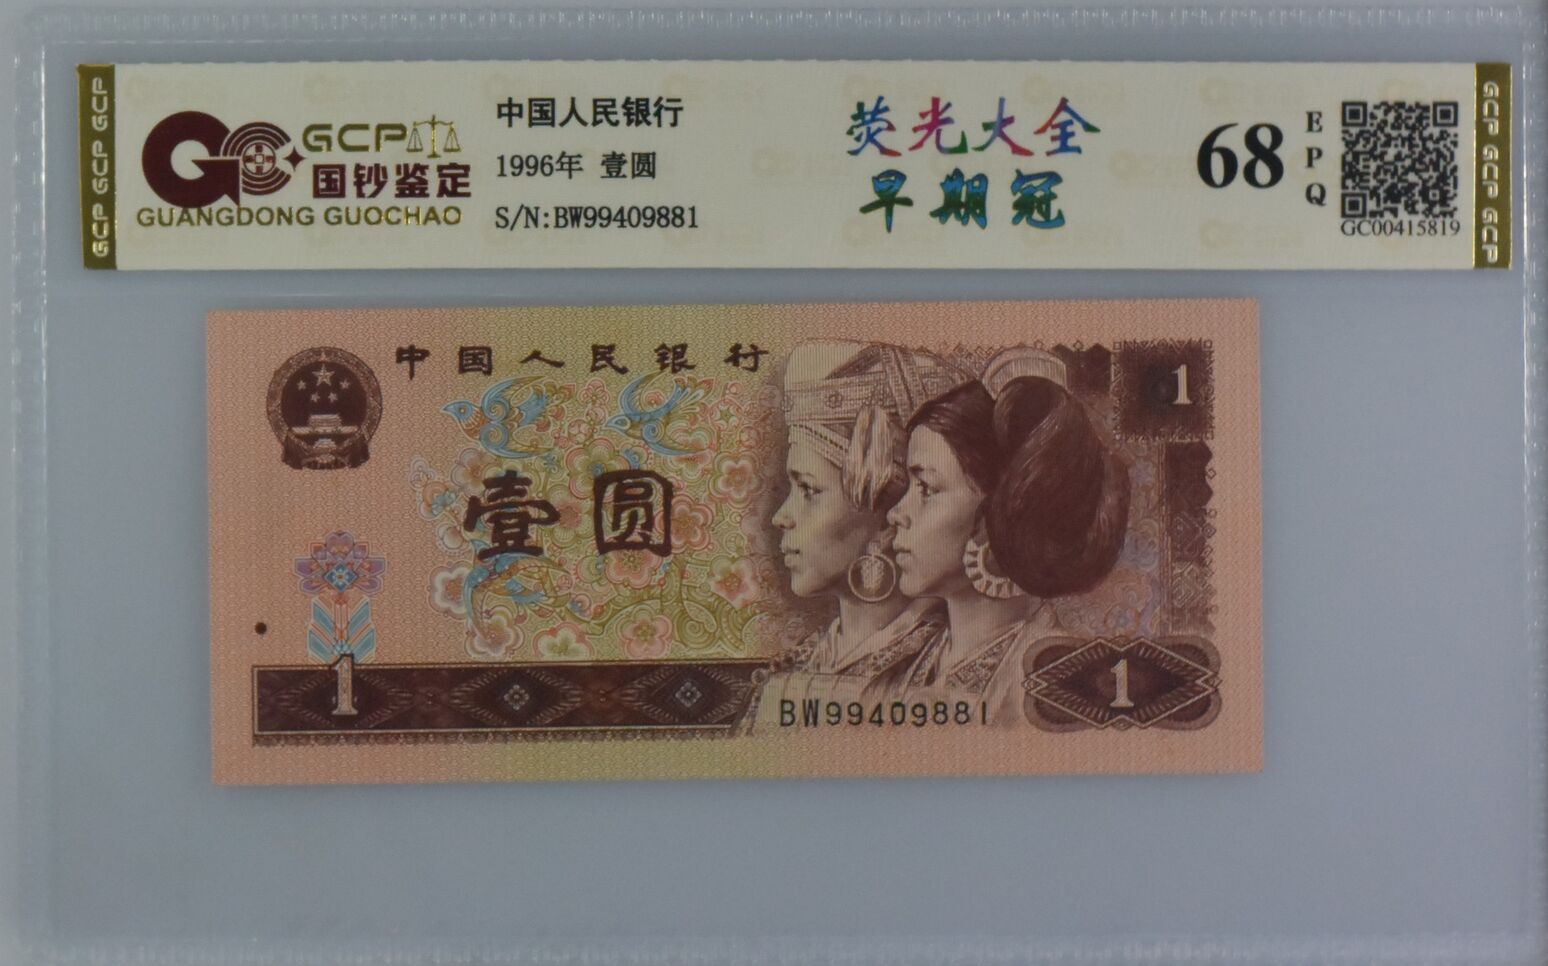 GCP GCP GCP
GCP
国钞鉴定
GUANGDONG GUOCHAO
中国人民银行
1996年 壹圆
S/N:BW99409881
荧光大全
早期冠
68
EPQ
GC00415819
GCP GCP GCP
中国人民银行
1
壹圆
1
1
BW99409881